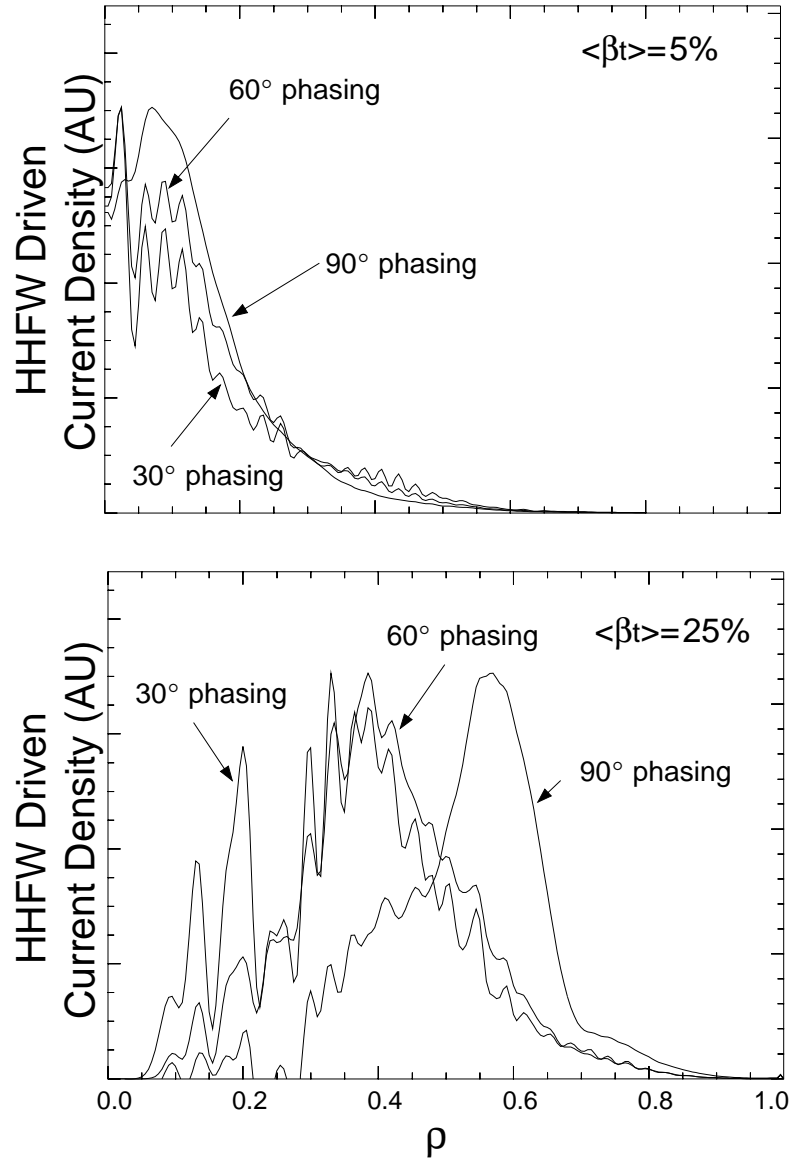 <βt>=5%
60° phasing
90° phasing
30° phasing
HHFW Driven
Current Density (AU)
<βt>=25%
60° phasing
30° phasing
90° phasing
HHFW Driven
Current Density (AU)
0.0 0.2 0.4 0.6 0.8 1.0
ρ